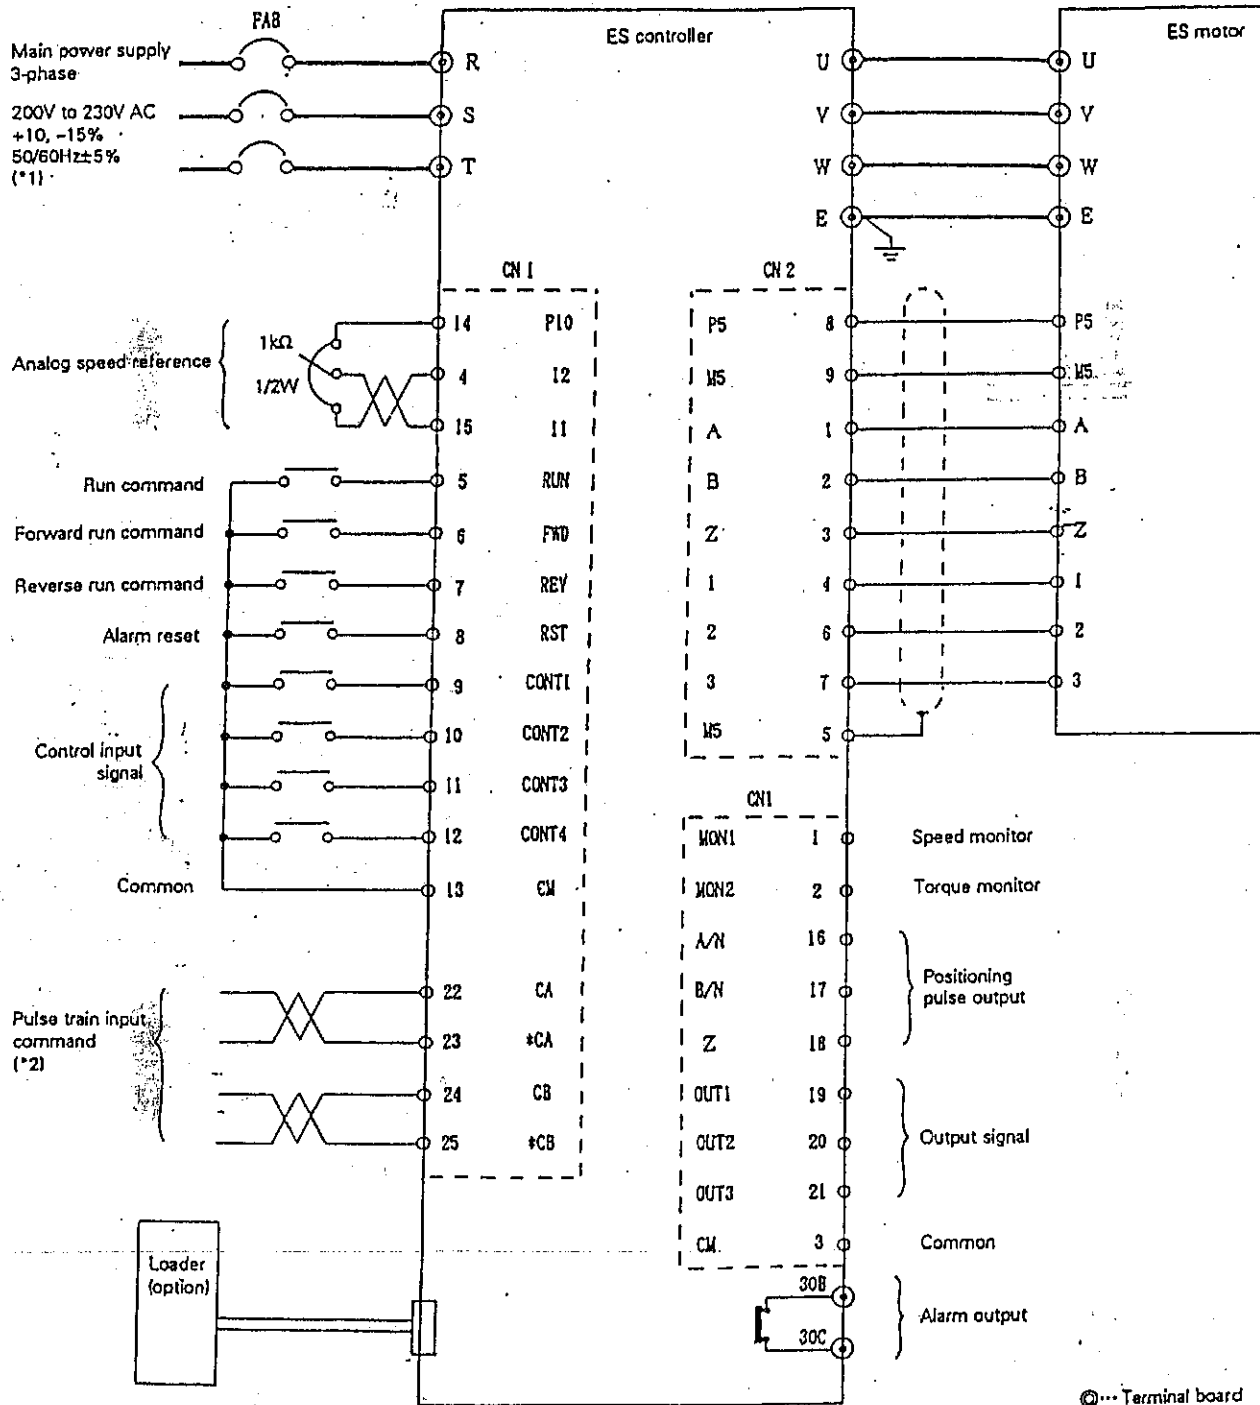 FAB
ES controller
ES motor
Main power supply
3-phase
200V to 230V AC
+10, -15%
50/60Hz±5%
(*1)
R
S
T
U
V
W
E
U
V
W
E
CN 1
CN 2
Analog speed reference
1kΩ
1/2W
14 P10
4 I2
15 I1
Run command
5 RUN
Forward run command
6 FWD
Reverse run command
7 REV
Alarm reset
8 RST
Control input
signal
9 CONT1
10 CONT2
11 CONT3
12 CONT4
Common
13 CM
Pulse train input
command
(*2)
22 CA
23 *CA
24 CB
25 *CB
Loader
(option)
P5 8 P5
M5 9 M5
A 1 A
B 2 B
Z 3 Z
1 4 1
2 6 2
3 7 3
M5 5
CN1
MON1 1 Speed monitor
MON2 2 Torque monitor
A/N 16
B/N 17
Z 18
Positioning
pulse output
OUT1 19
OUT2 20
OUT3 21
Output signal
CM 3 Common
30B
30C
Alarm output
◎··· Terminal board